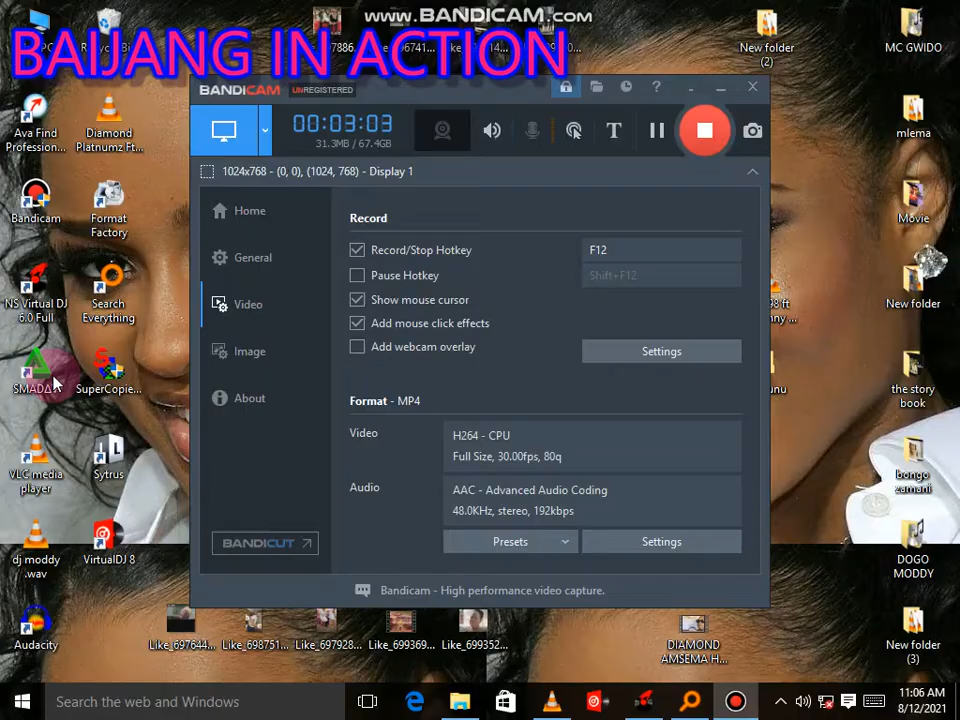 www.BANDICAM.com
BAIJANG IN ACTION
New folder
(2)
MC GWIDO
BANDICAM UNREGISTERED
?
00:03:03
31.3MB / 67.4GB
T
1024x768 - (0, 0), (1024, 768) - Display 1
Ava Find
Profession...
Diamond
Platnumz Ft...
mlema
Bandicam
Format
Factory
Movie
NS Virtual DJ
6.0 Full
Search
Everything
New folder
SMADA
SuperCopie...
the story
book
VLC media
player
Sytrus
bongo
zamani
dj moddy
.wav
VirtualDJ 8
DOGO
MODDY
Audacity
New folder
(3)
Home
General
Video
Image
About
BANDICUT
Record
Record/Stop Hotkey
F12
Pause Hotkey
Shift+F12
Show mouse cursor
Add mouse click effects
Add webcam overlay
Settings
Format - MP4
Video
H264 - CPU
Full Size, 30.00fps, 80q
Audio
AAC - Advanced Audio Coding
48.0KHz, stereo, 192kbps
Presets
Settings
Bandicam - High performance video capture.
Like_697644...
Like_698751...
Like_697928...
Like_699369...
Like_699352...
DIAMOND
AMSEMA H...
Search the web and Windows
11:06 AM
8/12/2021